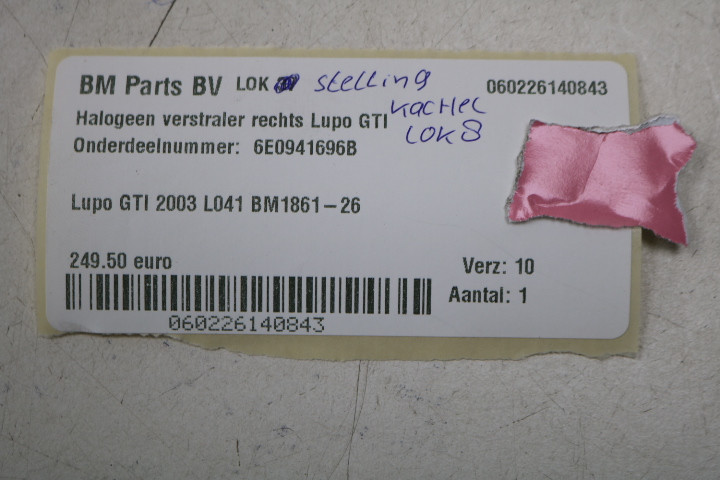 BM Parts BV LOK stelling 060226140843
Halogeen verstraler rechts Lupo GTI kachel
Onderdeelnummer: 6E0941696B LOK 8
Lupo GTI 2003 L041 BM1861-26
249.50 euro Verz: 10
Aantal: 1
060226140843